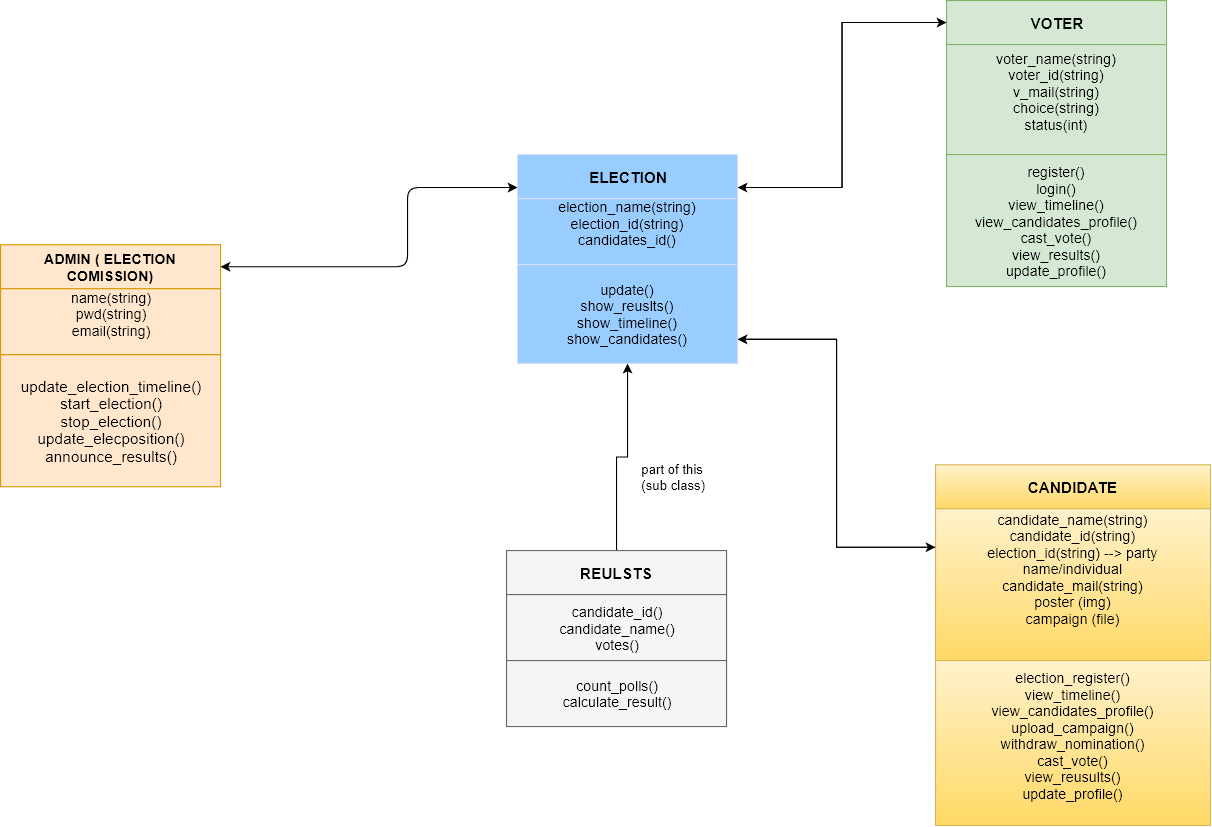 VOTER
voter_name(string)
voter_id(string)
v_mail(string)
choice(string)
status(int)
register()
login()
view_timeline()
view_candidates_profile()
cast_vote()
view_results()
update_profile()
ELECTION
election_name(string)
election_id(string)
candidates_id()
update()
show_reuslts()
show_timeline()
show_candidates()
ADMIN ( ELECTION
COMISSION)
name(string)
pwd(string)
email(string)
update_election_timeline()
start_election()
stop_election()
update_elecposition()
announce_results()
part of this
(sub class)
CANDIDATE
candidate_name(string)
candidate_id(string)
election_id(string) --> party
name/individual
candidate_mail(string)
poster (img)
campaign (file)
election_register()
view_timeline()
view_candidates_profile()
upload_campaign()
withdraw_nomination()
cast_vote()
view_reusults()
update_profile()
REULSTS
candidate_id()
candidate_name()
votes()
count_polls()
calculate_result()